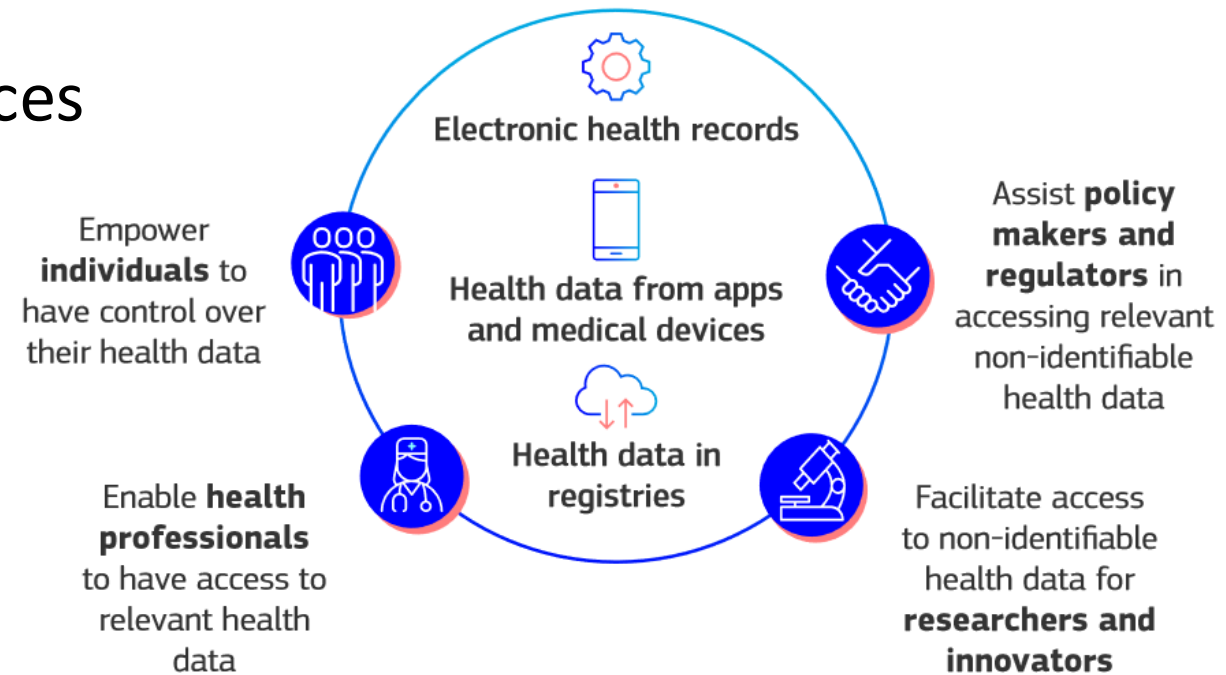 ces
Electronic health records
Health data from apps
and medical devices
Health data in
registries
Empower
individuals to
have control over
their health data
Enable health
professionals
to have access to
relevant health
data
Assist policy
makers and
regulators in
accessing relevant
non-identifiable
health data
Facilitate access
to non-identifiable
health data for
researchers and
innovators